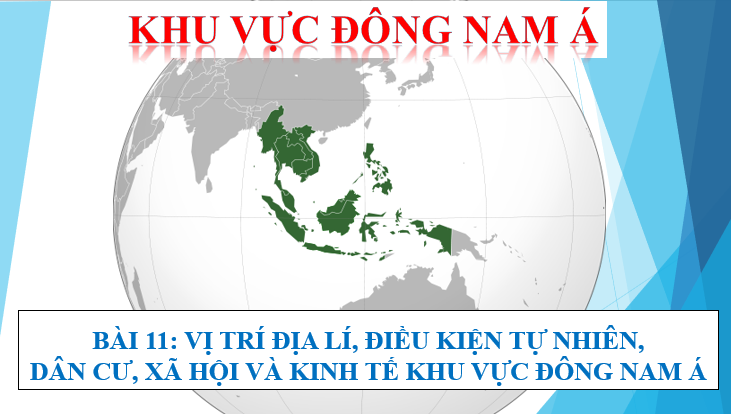 KHU VỰC ĐÔNG NAM Á
BÀI 11: VỊ TRÍ ĐỊA LÍ, ĐIỀU KIỆN TỰ NHIÊN,
DÂN CƯ, XÃ HỘI VÀ KINH TẾ KHU VỰC ĐÔNG NAM Á